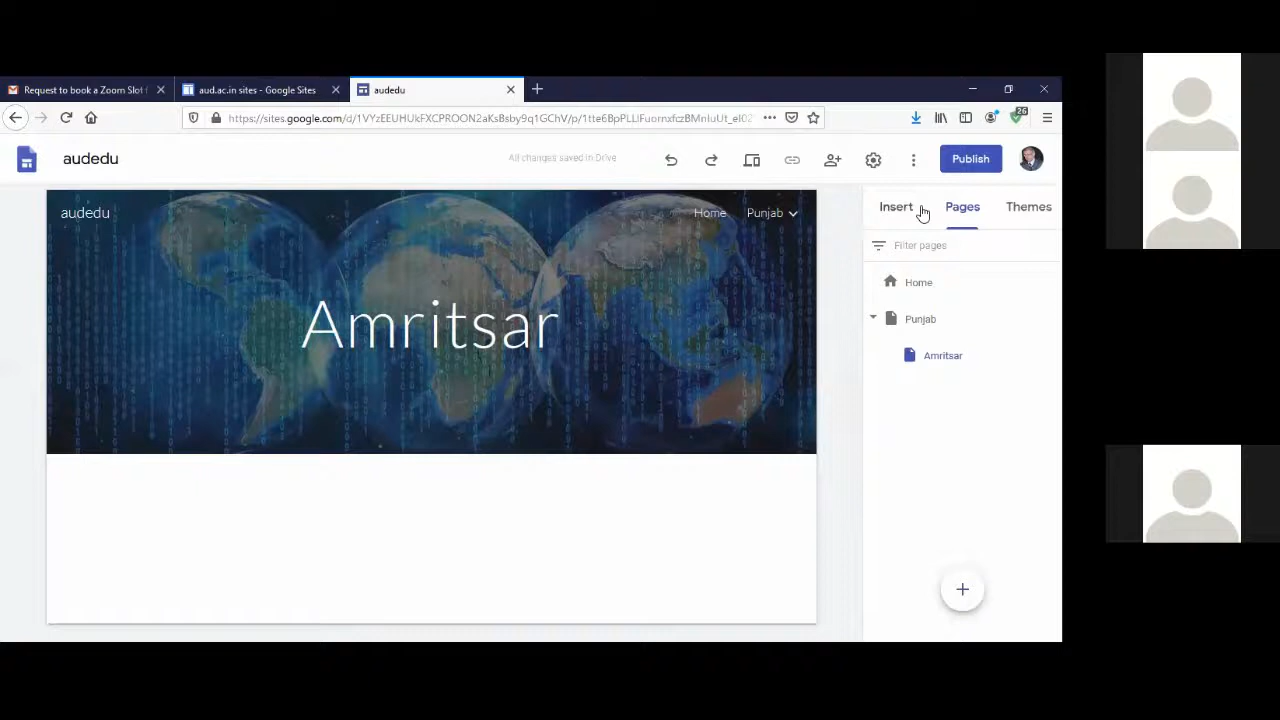 Request to book a Zoom Slot f
aud.ac.in sites - Google Sites
audedu
26
audedu
All changes saved in Drive
Publish
audedu
Home
Punjab
Amritsar
Insert
Pages
Themes
Filter pages
Home
Punjab
Amritsar